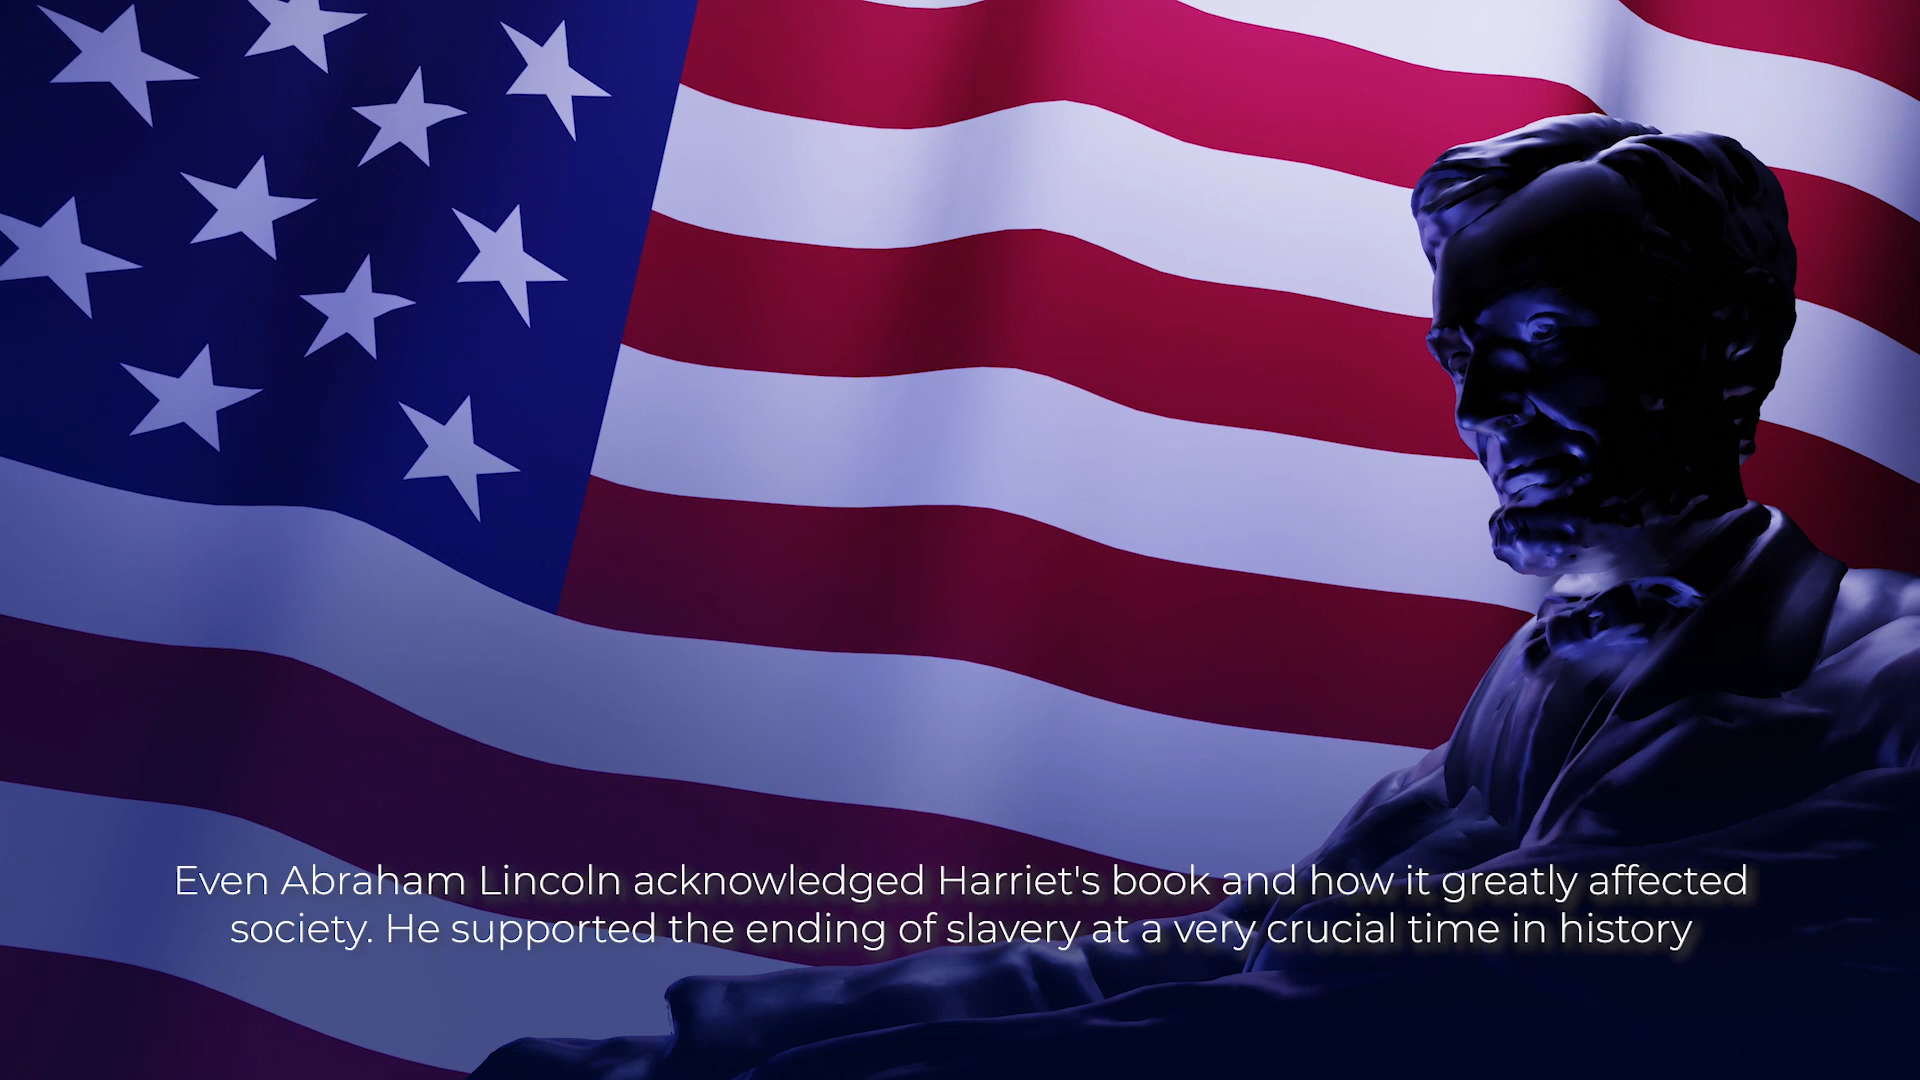 Even Abraham Lincoln acknowledged Harriet's book and how it greatly affected
society. He supported the ending of slavery at a very crucial time in history